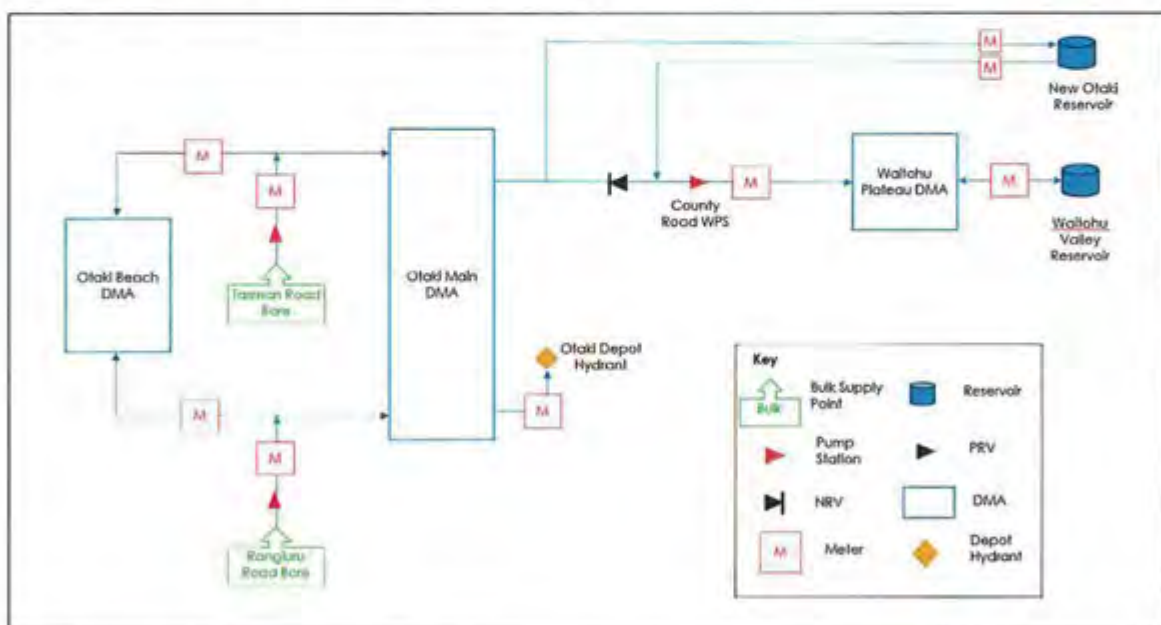 M
M
New Otaki
Reservoir
M
M
Otaki Beach
DMA
Tasman Road
Bore
Otaki Main
DMA
County
Road WPS
M
Waitohu
Plateau DMA
M
Waitohu
Valley
Reservoir
Otaki Depot
Hydrant
M
M
M
Rangiuru
Road Bore
Key
Bulk
Bulk Supply
Point
Reservoir
Pump
Station
PRV
NRV
DMA
M
Meter
Depot
Hydrant